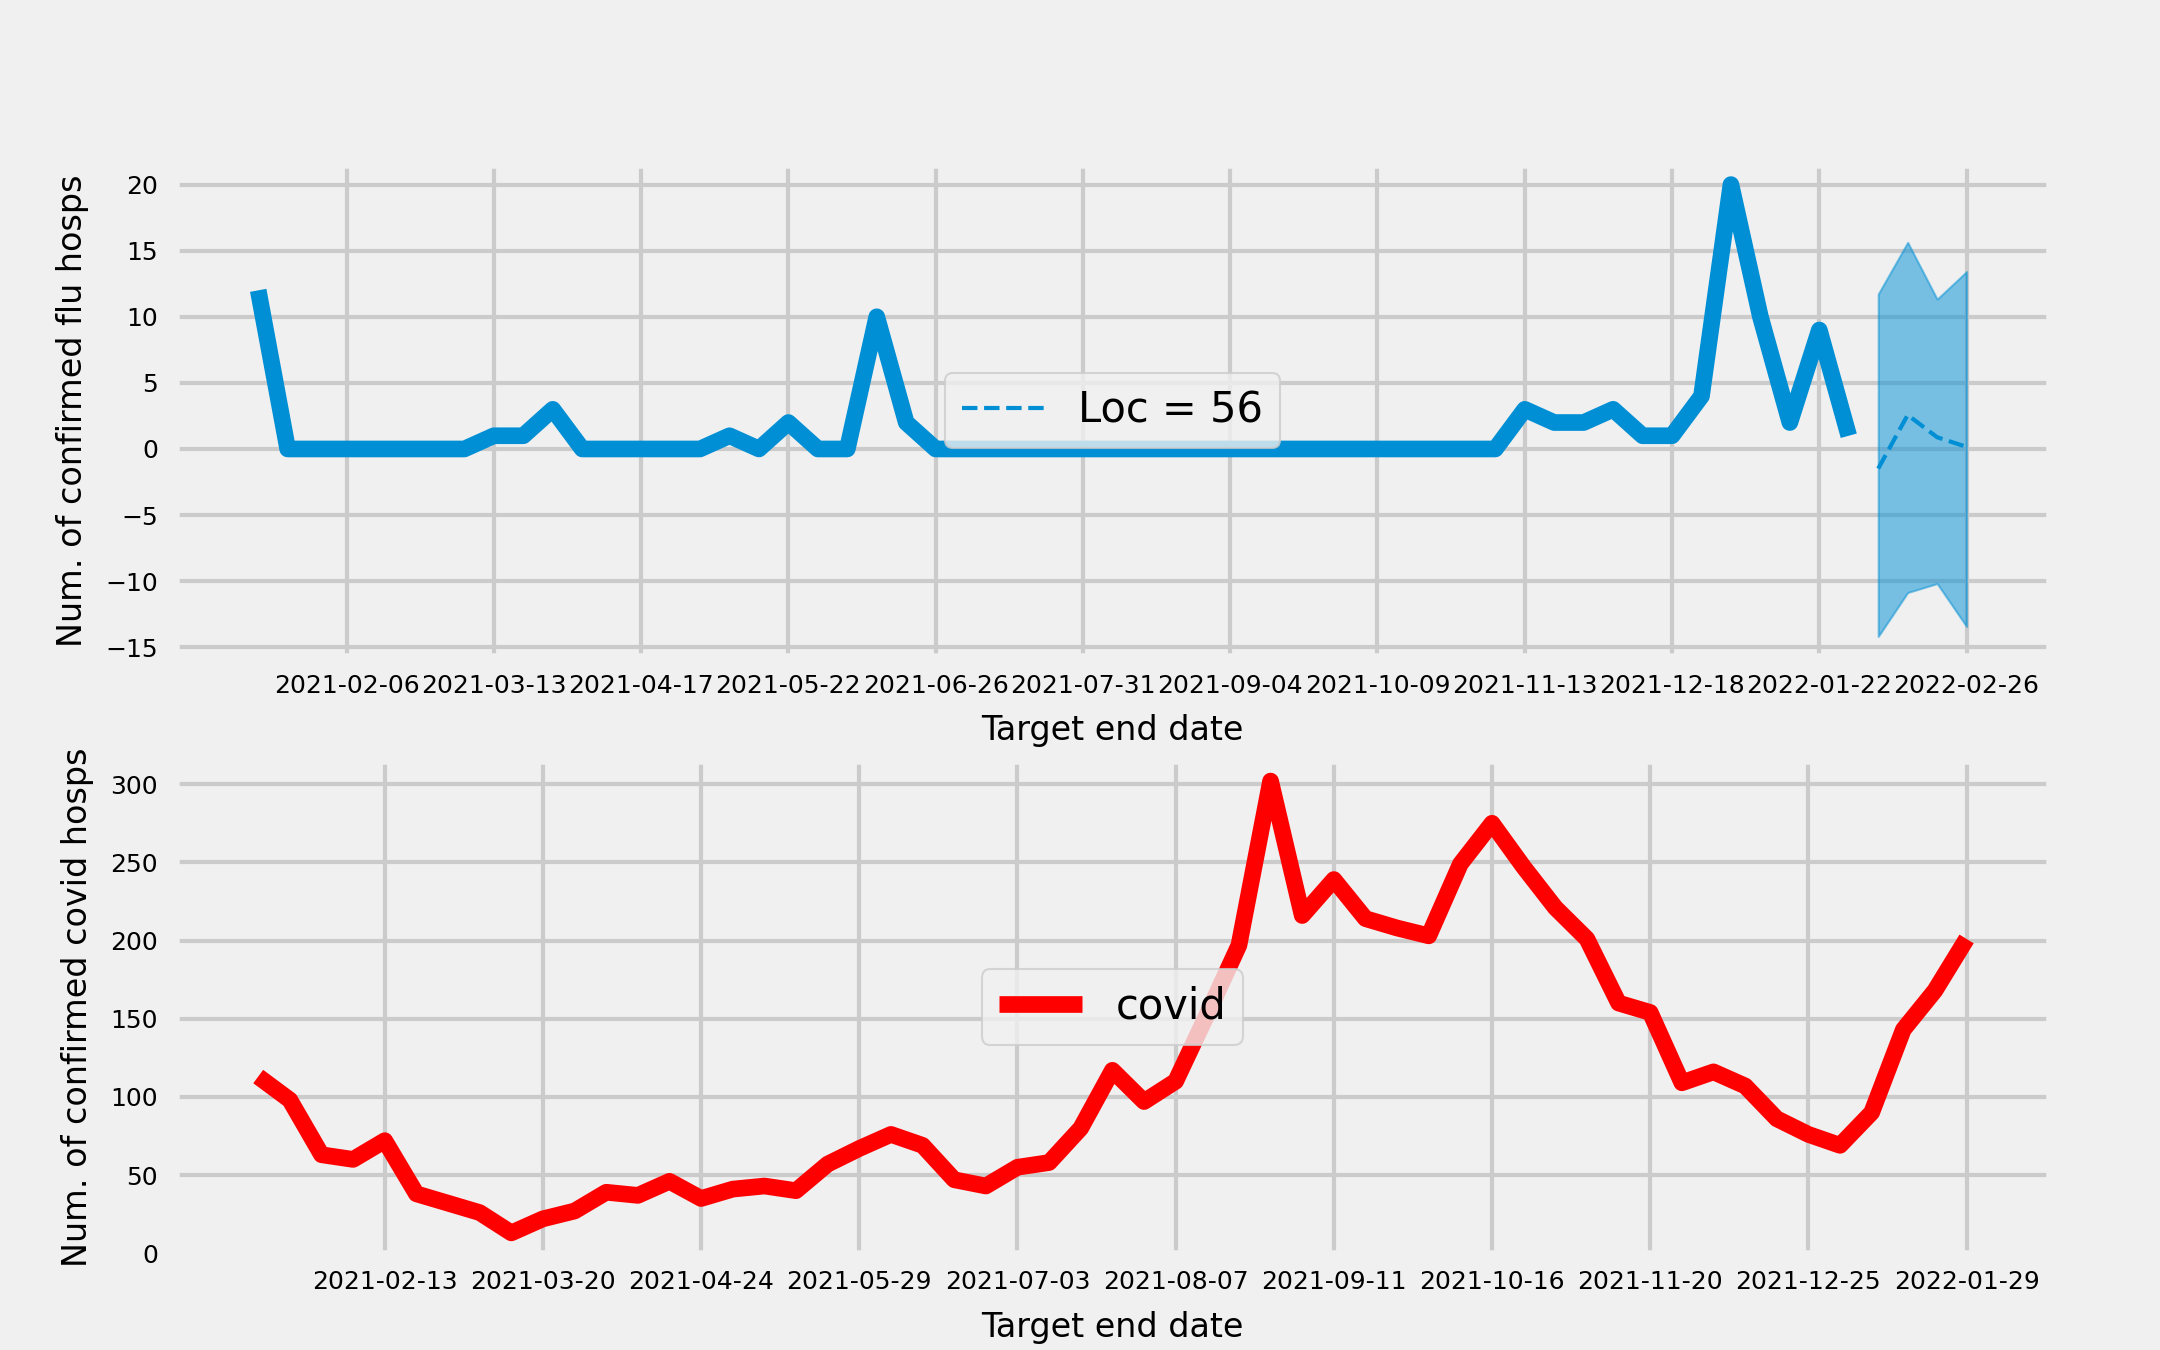 Num. of confirmed flu hosps
20
15
10
5
0
−5
−10
−15
Loc = 56
2021-02-06 2021-03-13 2021-04-17 2021-05-22 2021-06-26 2021-07-31 2021-09-04 2021-10-09 2021-11-13 2021-12-18 2022-01-22 2022-02-26
Target end date
Num. of confirmed covid hosps
300
250
200
150
100
50
0
covid
2021-02-13 2021-03-20 2021-04-24 2021-05-29 2021-07-03 2021-08-07 2021-09-11 2021-10-16 2021-11-20 2021-12-25 2022-01-29
Target end date